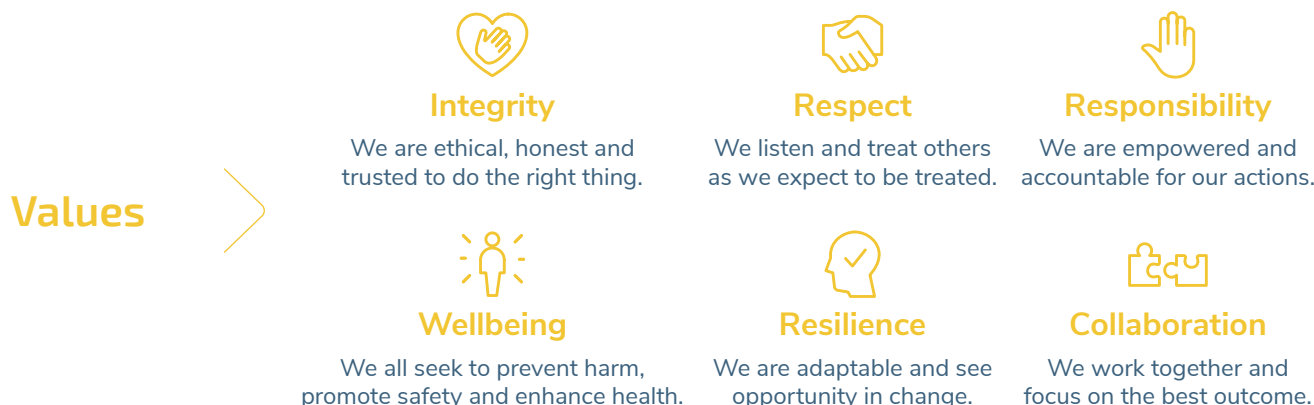 Values
Integrity
We are ethical, honest and
trusted to do the right thing.
Respect
We listen and treat others
as we expect to be treated.
Responsibility
We are empowered and
accountable for our actions.
Wellbeing
We all seek to prevent harm,
promote safety and enhance health.
Resilience
We are adaptable and see
opportunity in change.
Collaboration
We work together and
focus on the best outcome.